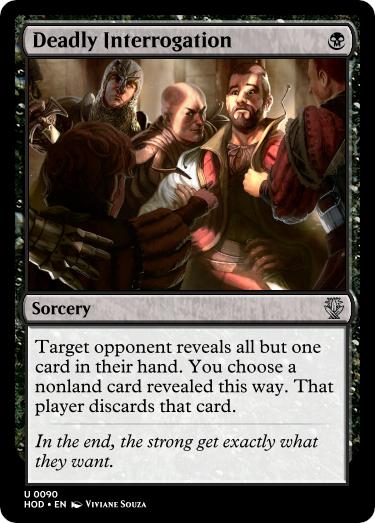 Deadly Interrogation
Sorcery
Target opponent reveals all but one
card in their hand. You choose a
nonland card revealed this way. That
player discards that card.
In the end, the strong get exactly what
they want.
U 0090
HOD • EN Viviane Souza